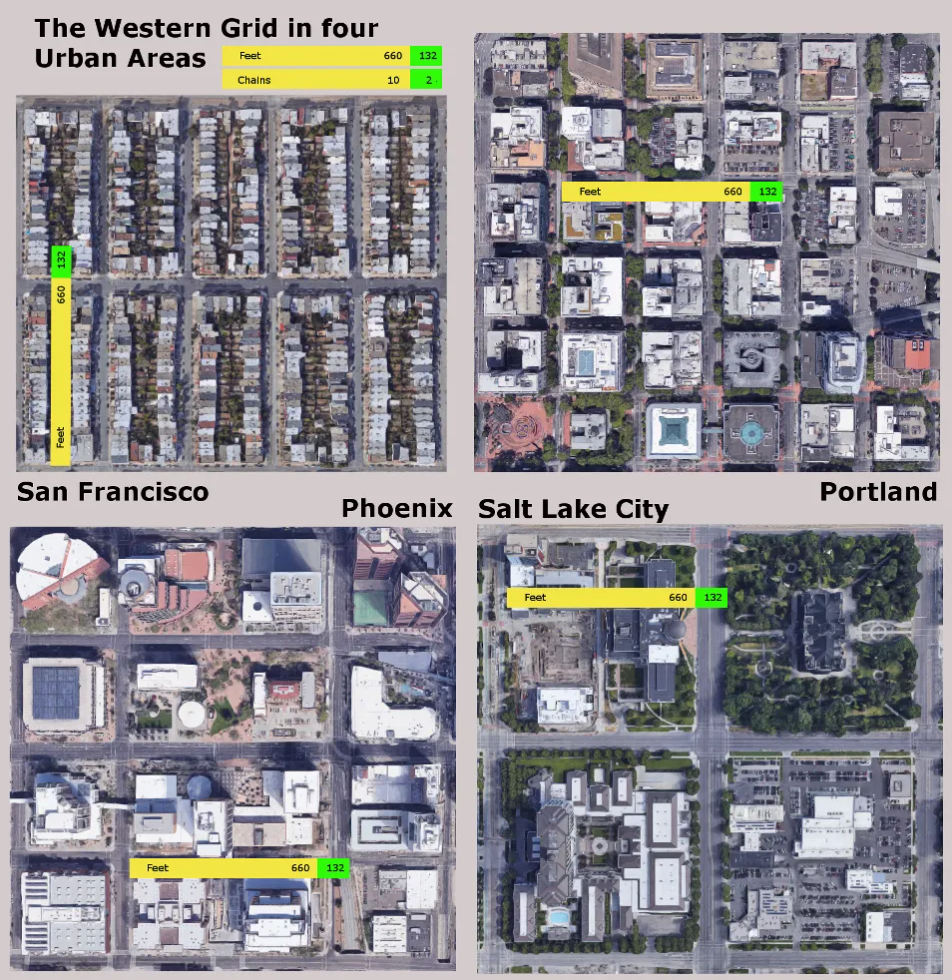 The Western Grid in four
Urban Areas
Feet 660 132
Chains 10 2
Feet 660 132
Feet 660 132
San Francisco
Portland
Phoenix
Salt Lake City
Feet 660 132
Feet 660 132